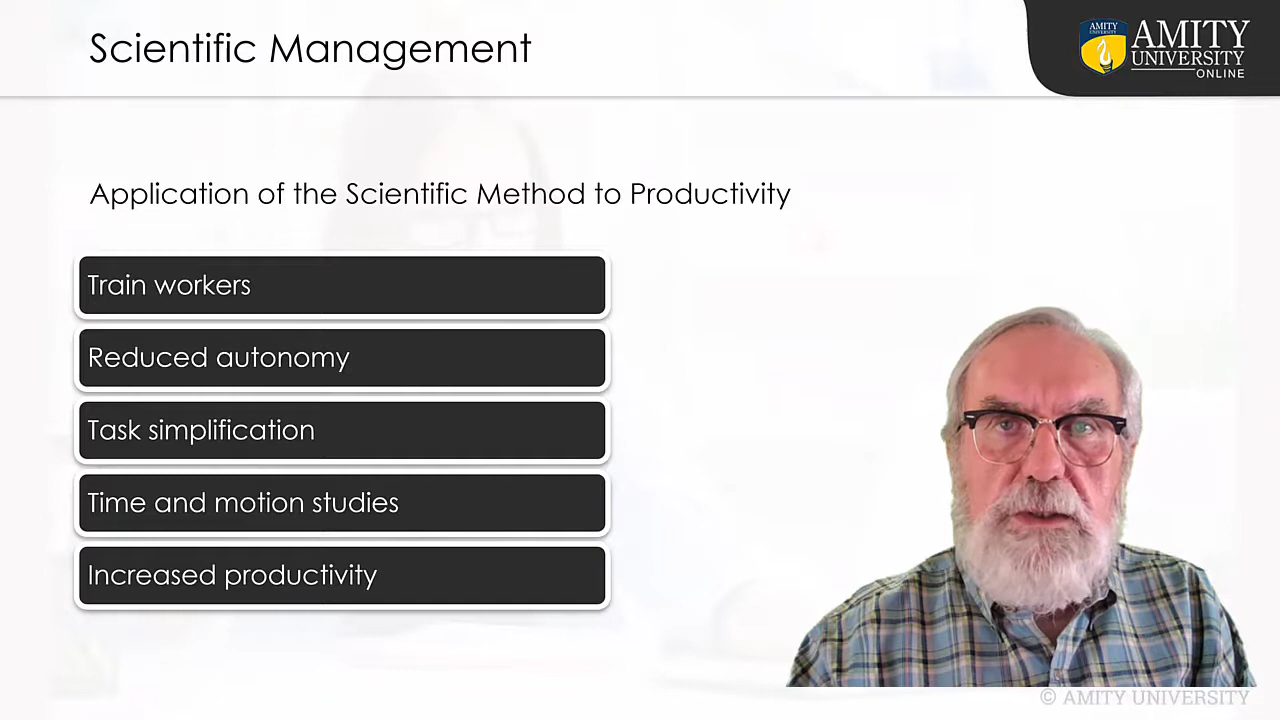 Scientific Management
AMITY
UNIVERSITY
AMITY
UNIVERSITY
ONLINE
Application of the Scientific Method to Productivity
Train workers
Reduced autonomy
Task simplification
Time and motion studies
Increased productivity
© AMITY UNIVERSITY